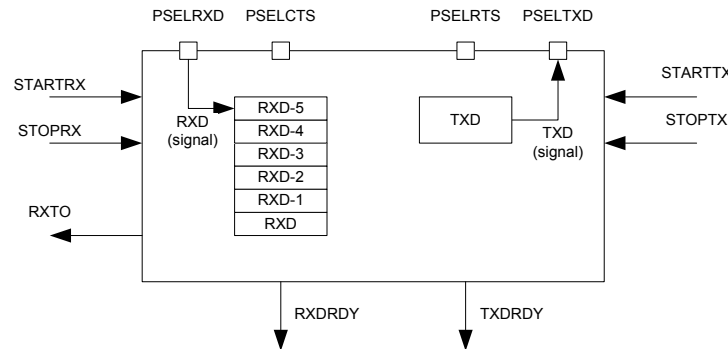 PSELRXD PSELCTS PSELRTS PSELTXD
STARTRX
STARTTX
RXD
(signal)
RXD-5
RXD-4
RXD-3
RXD-2
RXD-1
RXD
TXD
TXD
(signal)
STOPRX
STOPTX
RXTO
RXDRDY
TXDRDY